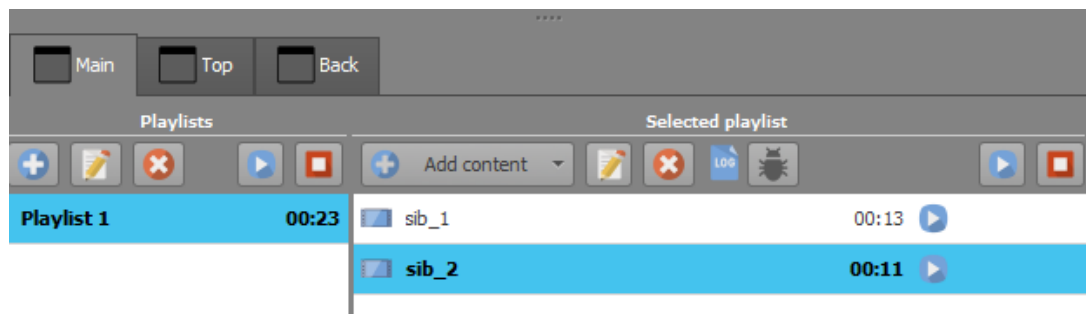 Main Top Back
Playlists Selected playlist
Add content LOG
Playlist 1 00:23 sib_1 00:13
sib_2 00:11